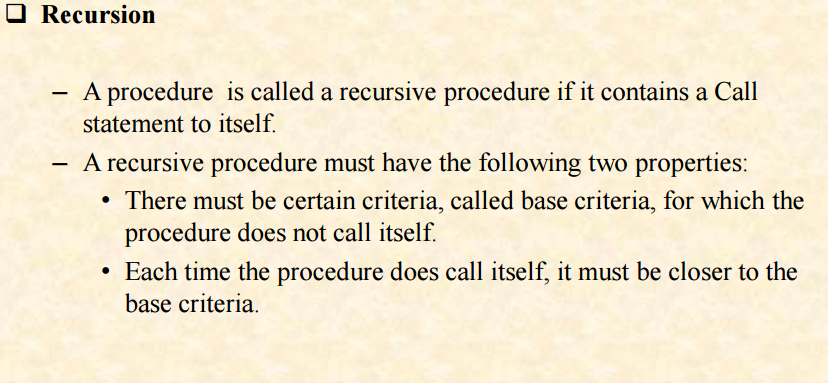 ❑ Recursion
– A procedure is called a recursive procedure if it contains a Call
statement to itself.
– A recursive procedure must have the following two properties:
• There must be certain criteria, called base criteria, for which the
procedure does not call itself.
• Each time the procedure does call itself, it must be closer to the
base criteria.